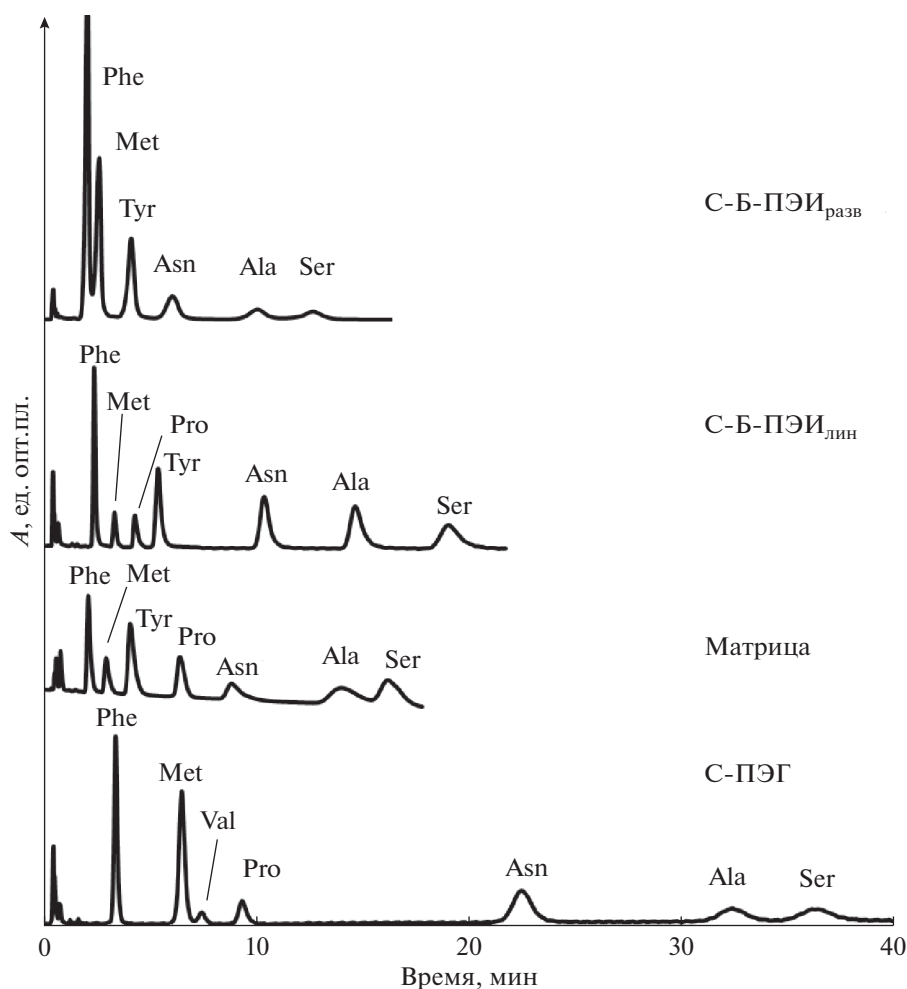 Phe
Met
Tyr
Asn
Ala
Ser
С-Б-ПЭИразв
Phe
Met
Pro
Tyr
Asn
Ala
Ser
С-Б-ПЭИлин
A, ед. опт.пл.
Phe
Met
Tyr
Pro
Asn
Ala
Ser
Матрица
Phe
Met
Val
Pro
Asn
Ala
Ser
С-ПЭГ
0 10 20 30 40
Время, мин